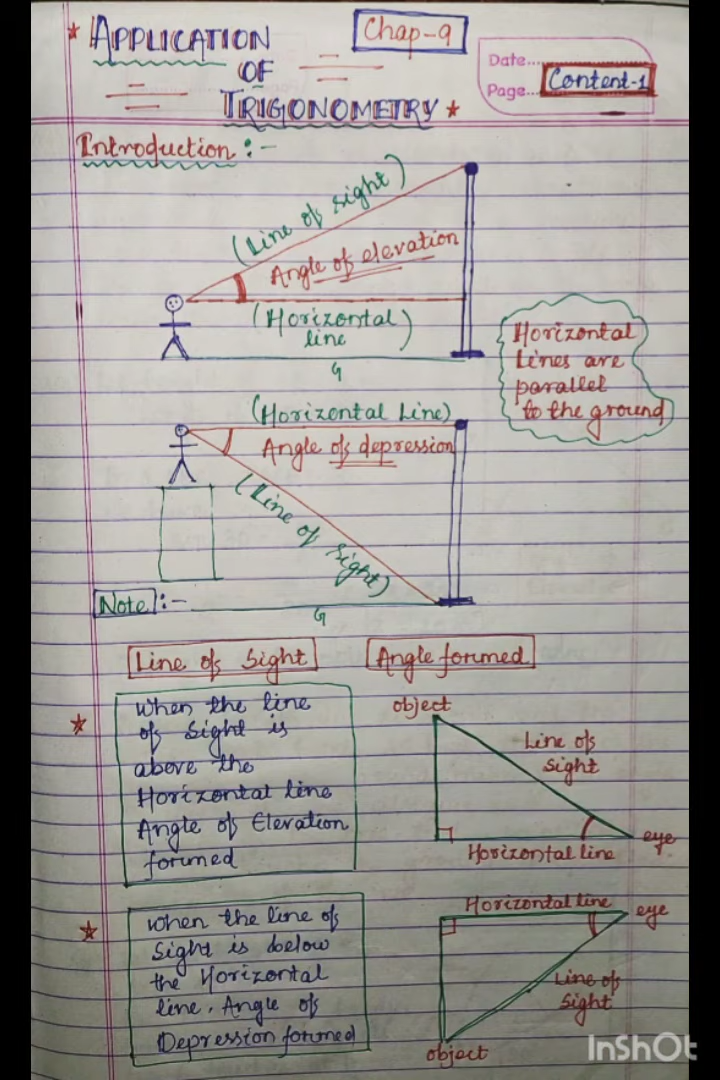 ★ APPLICATION
OF
TRIGONOMETRY ★
Chap-9
Date.....
Page... Content-1
Introduction :-
(Line of sight)
Angle of elevation
(Horizontal
line)
G
Horizontal
Lines are
parallel
to the ground
(Horizontal Line)
Angle of depression
(Line of sight)
G
Note :-
Line of Sight
Angle formed
★ When the line
of Sight is
above the
Horizontal line
Angle of Elevation
formed
object
Line of
sight
eye
Horizontal line
★ When the line of
Sight is below
the Horizontal
line, Angle of
Depression formed
Horizontal line
eye
Line of
Sight
object
InShOt